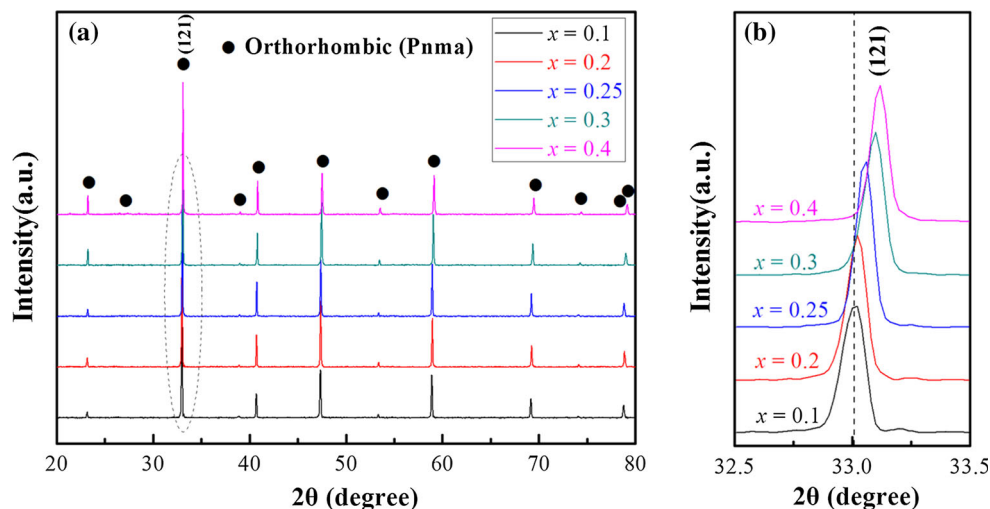 (a)
(121)
Orthorhombic (Pnma)
x = 0.1
x = 0.2
x = 0.25
x = 0.3
x = 0.4
Intensity(a.u.)
20 30 40 50 60 70 80
2θ (degree)
(b)
(121)
x = 0.4
x = 0.3
x = 0.25
x = 0.2
x = 0.1
Intensity(a.u.)
32.5 33.0 33.5
2θ (degree)